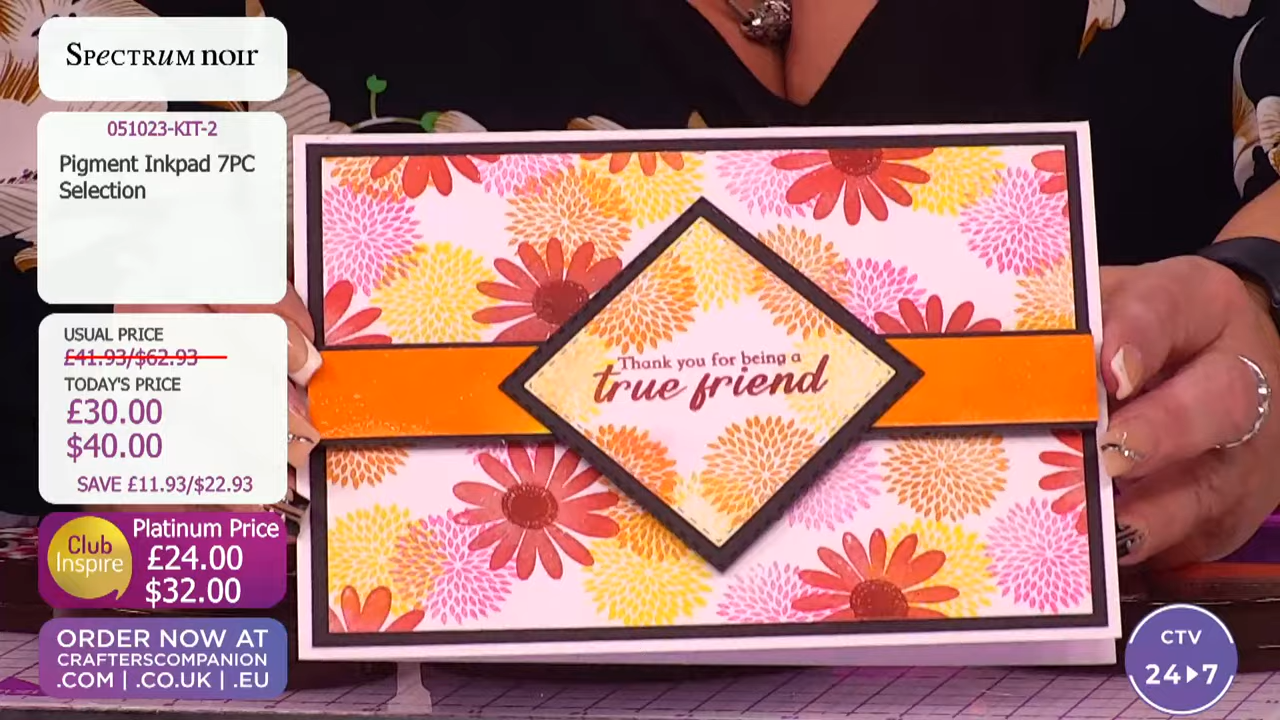 Spectrum noir
051023-KIT-2
Pigment Inkpad 7PC
Selection
USUAL PRICE
£41.93/$62.93
TODAY'S PRICE
£30.00
$40.00
SAVE £11.93/$22.93
Club
Inspire
Platinum Price
£24.00
$32.00
ORDER NOW AT
CRAFTERSCOMPANION
.COM | .CO.UK | .EU
Thank you for being a
true friend
CTV
24▶7